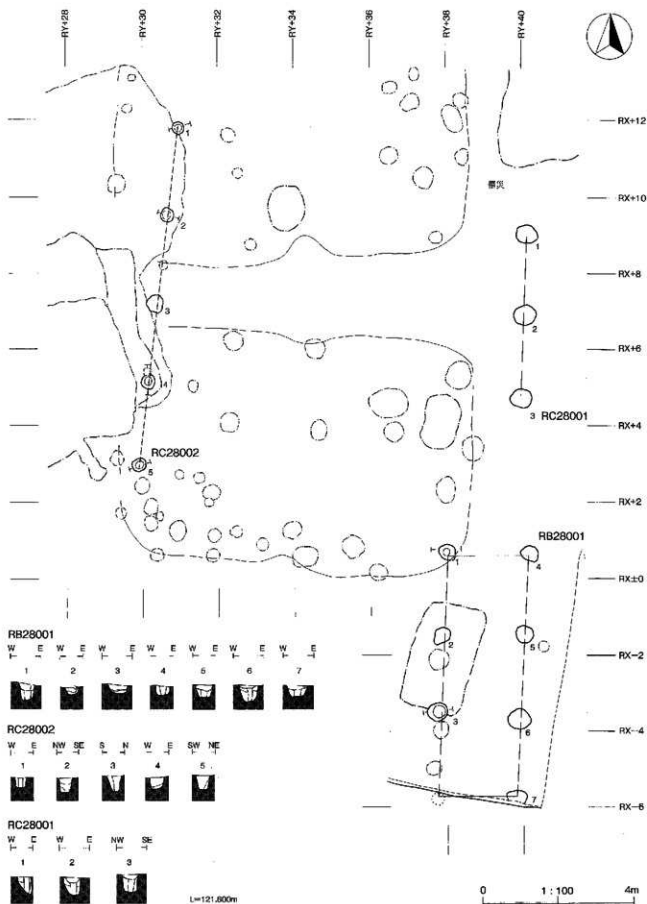 RY+28 RY+30 RY+32 RY+34 RY+36 RY+38 RY+40
RX+12
RX+10
RX+8
RX+6
RX+4
RX+2
RX±0
RX-2
RX-4
RX-6
1
2
3
4
5
RC28002
1
2
3 RC28001
RB28001
1
2
3
4
5
6
7
RB28001
W E W E W E W E W E W E W E
1 2 3 4 5 6 7
RC28002
W E NW SE S N W E SW NE
1 2 3 4 5
RC28001
W E W E NW SE
1 2 3
L=121.600m
0 1:100 4m